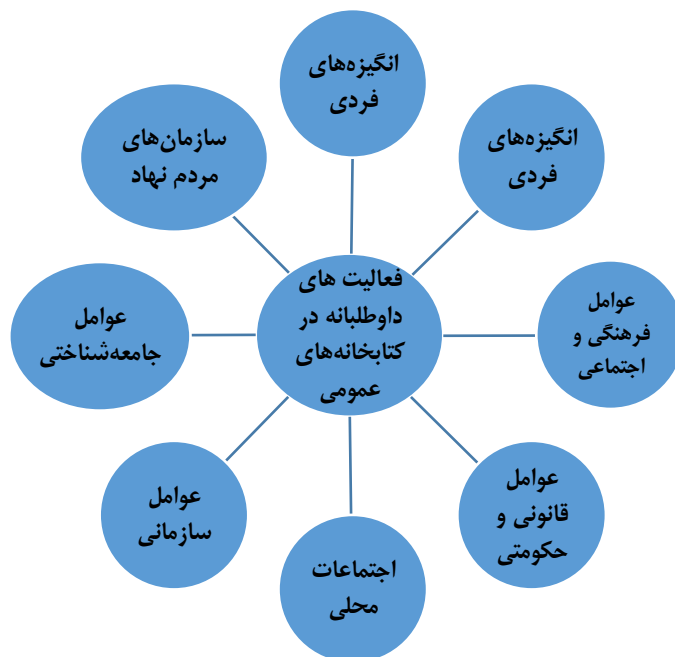 انگیزه‌های
فردی
انگیزه‌های
فردی
سازمان‌های
مردم نهاد
فعالیت های
داوطلبانه در
کتابخانه‌های
عمومی
عوامل
فرهنگی و
اجتماعی
عوامل
جامعه‌شناختی
عوامل
قانونی و
حکومتی
عوامل
سازمانی
اجتماعات
محلی